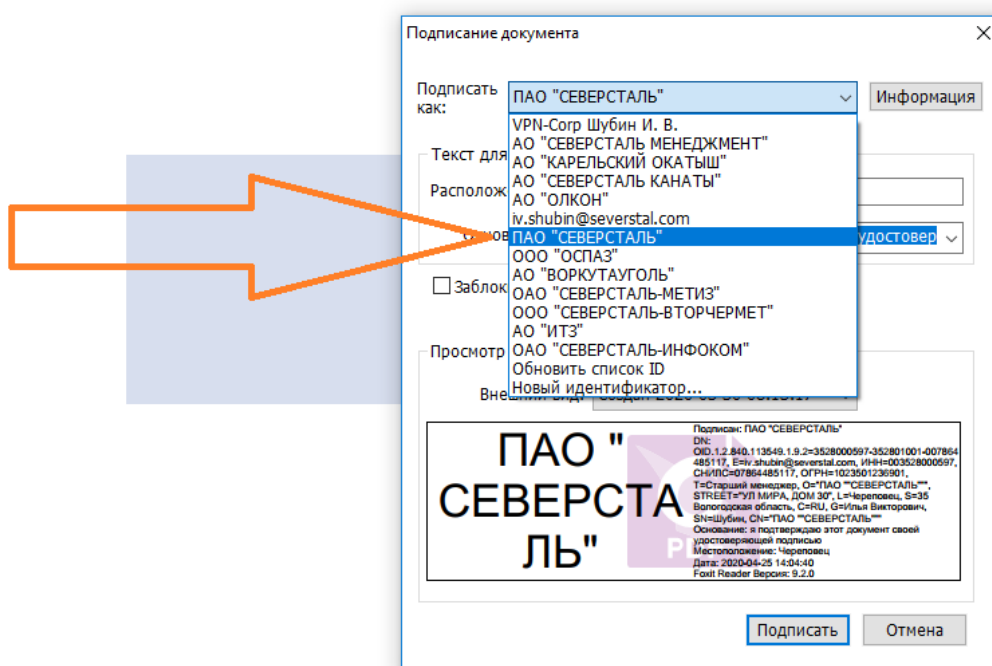 Подписание документа
Подписать как:
ПАО "СЕВЕРСТАЛЬ"
Информация
VPN-Corp Шубин И. В.
АО "СЕВЕРСТАЛЬ МЕНЕДЖМЕНТ"
Текст для
АО "КАРЕЛЬСКИЙ ОКАТЫШ"
АО "СЕВЕРСТАЛЬ КАНАТЫ"
Располож
АО "ОЛКОН"
iv.shubin@severstal.com
ПАО "СЕВЕРСТАЛЬ"
удостовер
ООО "ОСПАЗ"
АО "ВОРКУТАУГОЛЬ"
Заблок
ОАО "СЕВЕРСТАЛЬ-МЕТИЗ"
ООО "СЕВЕРСТАЛЬ-ВТОРЧЕРМЕТ"
АО "ИТЗ"
Просмотр
ОАО "СЕВЕРСТАЛЬ-ИНФОКОМ"
Обновить список ID
Новый идентификатор...
ПАО "
СЕВЕРСТА
ЛЬ"
Подписан: ПАО "СЕВЕРСТАЛЬ"
DN:
OID.1.2.840.113549.1.9.2=3528000597-352801001-007864
485117, E=iv.shubin@severstal.com, ИНН=003528000597,
СНИЛС=07864485117, ОГРН=1023501236901,
T=Старший менеджер, O="ПАО ""СЕВЕРСТАЛЬ""",
STREET="УЛ МИРА, ДОМ 30", L=Череповец, S=35
Вологодская область, C=RU, G=Илья Викторович,
SN=Шубин, CN="ПАО ""СЕВЕРСТАЛЬ"""
Основание: я подтверждаю этот документ своей
удостоверяющей подписью
Местоположение: Череповец
Дата: 2020-04-25 14:04:40
Foxit Reader Версия: 9.2.0
Подписать
Отмена